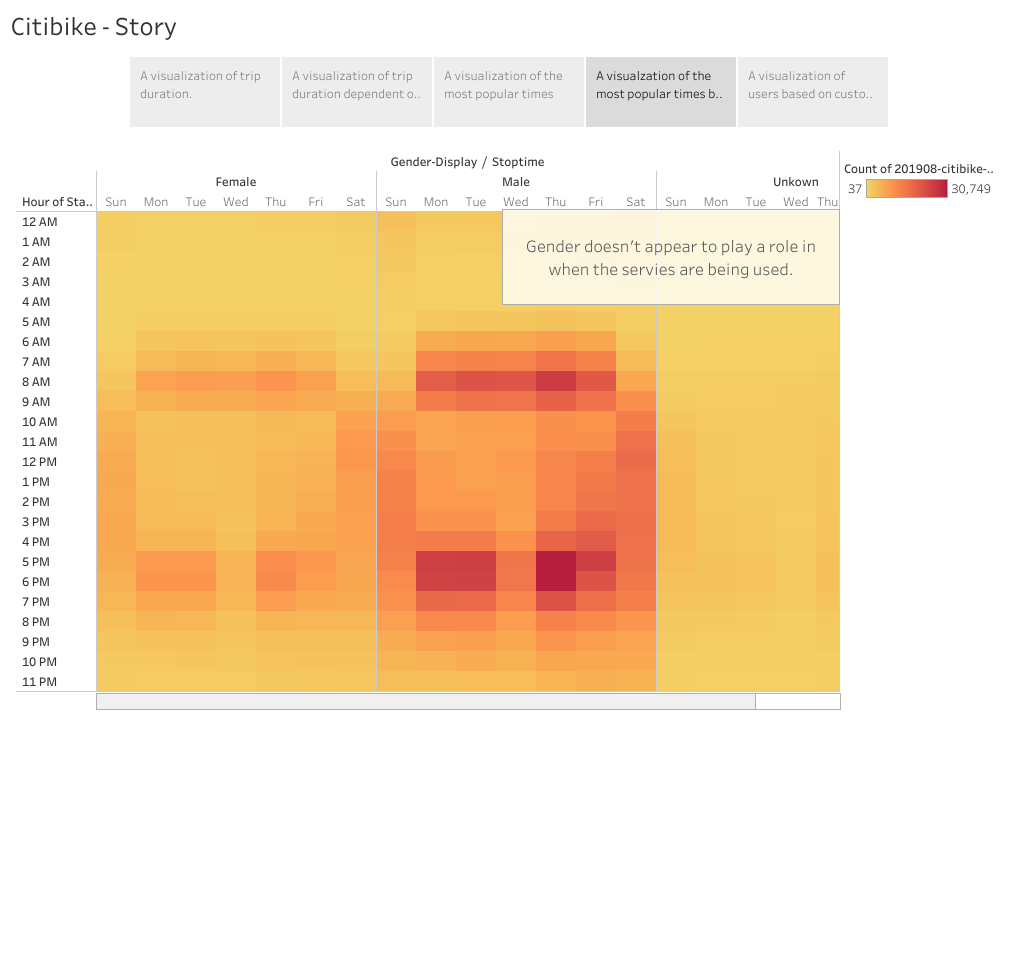 Citibike - Story
A visualization of trip
duration.
A visualization of trip
duration dependent o..
A visualization of the
most popular times
A visualzation of the
most popular times b..
A visualization of
users based on custo..
Gender-Display / Stoptime
Count of 201908-citibike-..
37 30,749
Female Male Unkown
Hour of Sta.. Sun Mon Tue Wed Thu Fri Sat Sun Mon Tue Wed Thu Fri Sat Sun Mon Tue Wed Thu
12 AM
1 AM
Gender doesn't appear to play a role in
2 AM
when the servies are being used.
3 AM
4 AM
5 AM
6 AM
7 AM
8 AM
9 AM
10 AM
11 AM
12 PM
1 PM
2 PM
3 PM
4 PM
5 PM
6 PM
7 PM
8 PM
9 PM
10 PM
11 PM